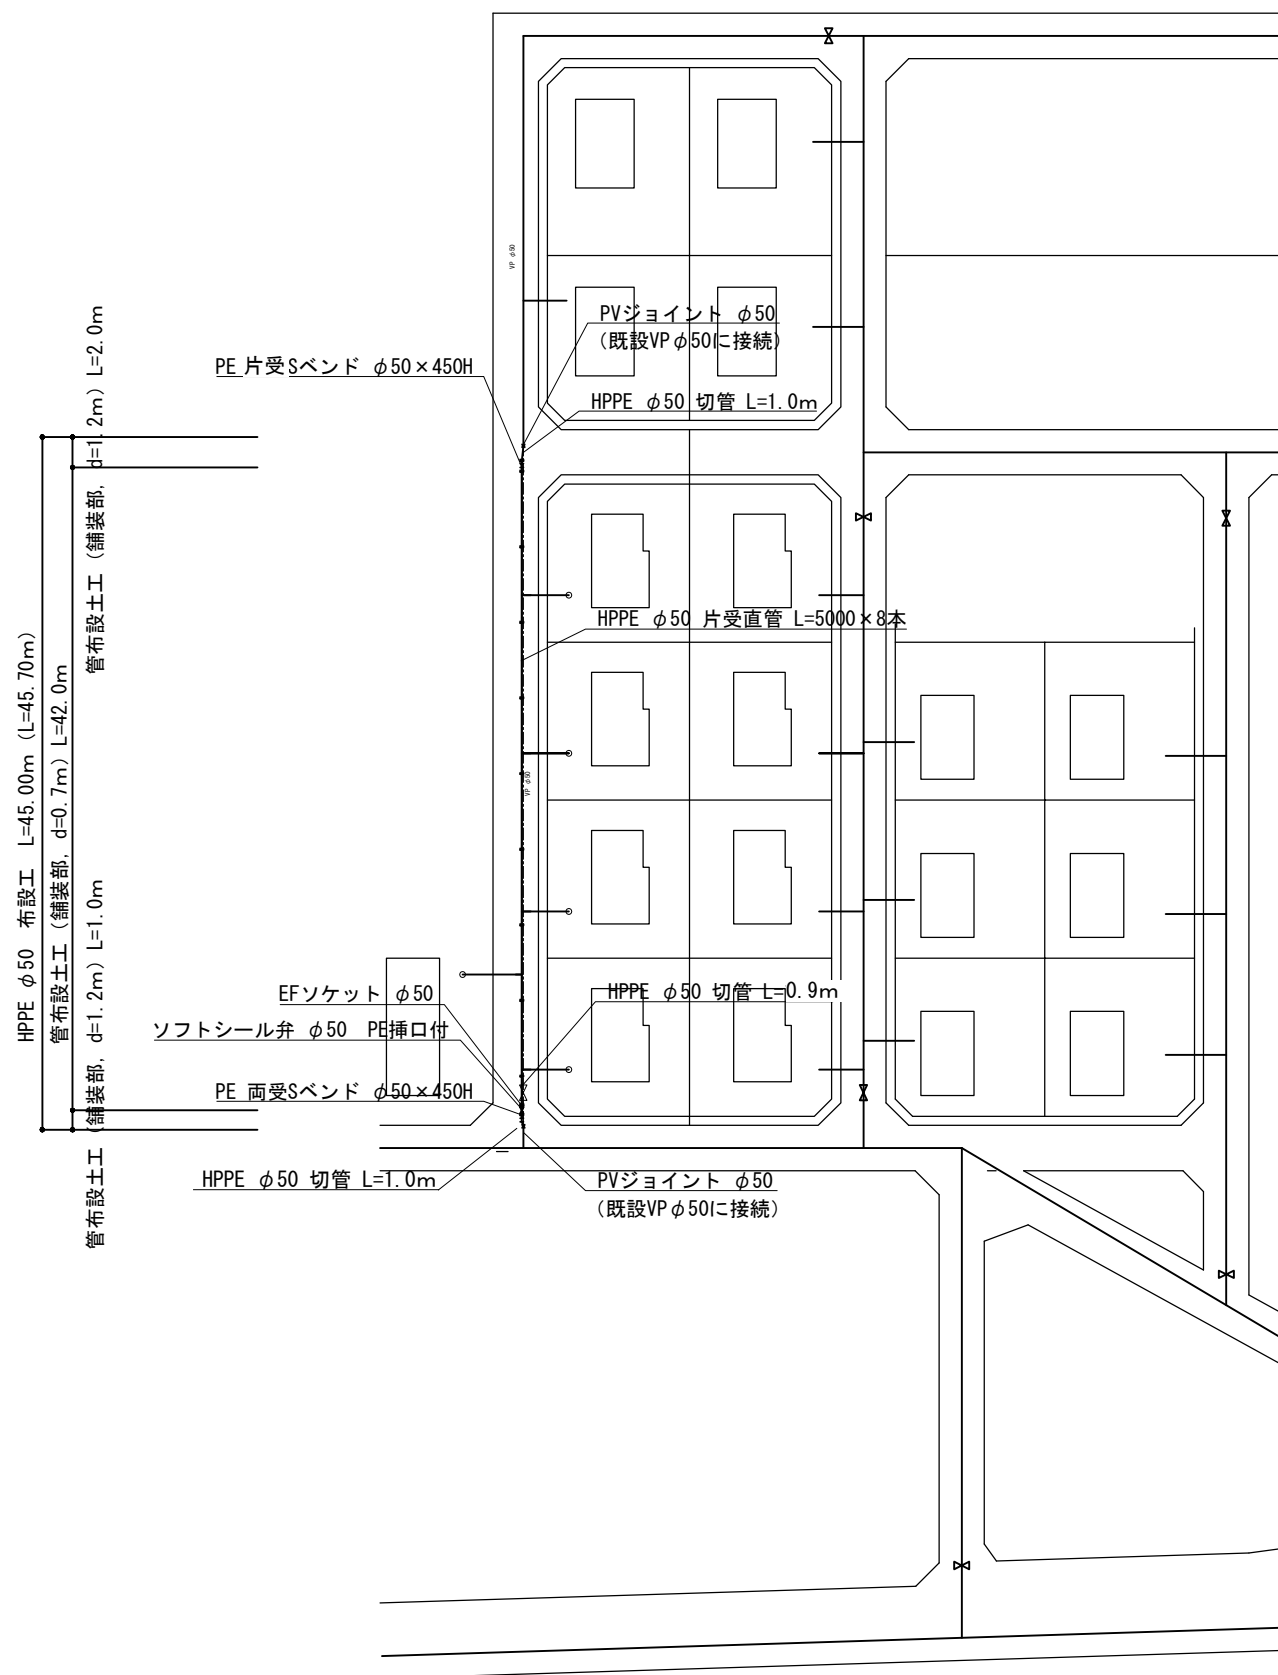 VP φ50
PVジョイント φ50
(既設VPφ50に接続)
PE 片受Sベンド φ50×450H
HPPE φ50 切管 L=1.0m
管布設土工 (舗装部, d=1.2m) L=2.0m
HPPE φ50 片受直管 L=5000×8本
HPPE φ50 布設工 L=45.00m (L=45.70m)
管布設土工 (舗装部, d=0.7m) L=42.0m
VP φ50
管布設土工 (舗装部, d=1.2m) L=1.0m
HPPE φ50 切管 L=0.9m
EFソケット φ50
ソフトシール弁 φ50 PE挿口付
PE 両受Sベンド φ50×450H
HPPE φ50 切管 L=1.0m
PVジョイント φ50
(既設VPφ50に接続)